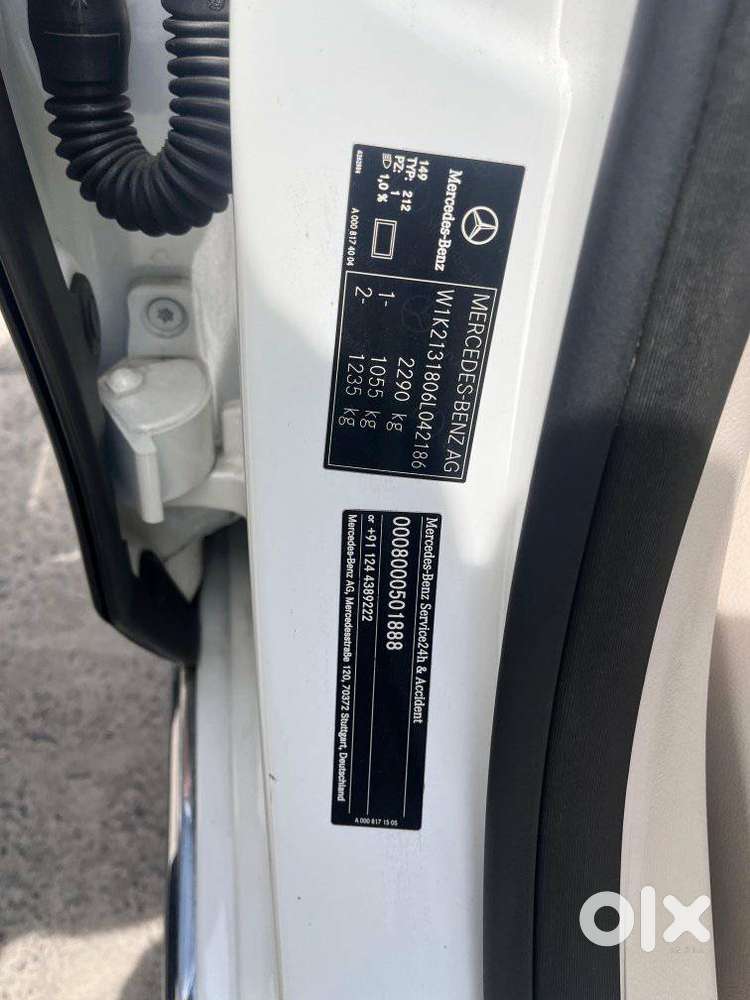 Mercedes-Benz
149
TYP: 212
PZ: 1
1,0 %
A 000 817 40 04
MERCEDES-BENZ AG
W1K2131806L042186
2290 kg
1- 1055 kg
2- 1235 kg
Mercedes-Benz Service24h & Accident
0008000501888
or +91 124 4389222
Mercedes-Benz AG, Mercedesstraße 120, 70372 Stuttgart, Deutschland
A 000 817 15 05
olx